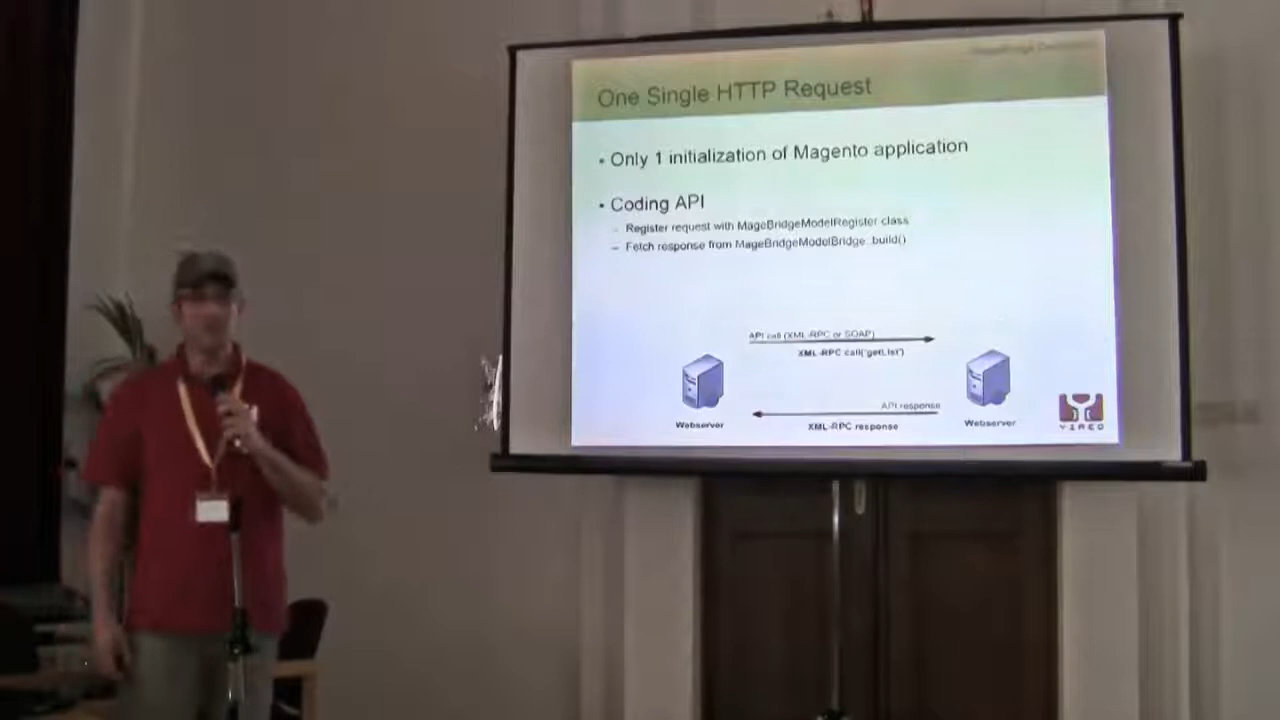 One Single HTTP Request
• Only 1 initialization of Magento application
• Coding API
– Register request with MageBridgeModelRegister class
– Fetch response from MageBridgeModelBridge::build()
API call (XML-RPC or SOAP)
XML-RPC call('getList')
API response
XML-RPC response
Webserver
Webserver
YIREO